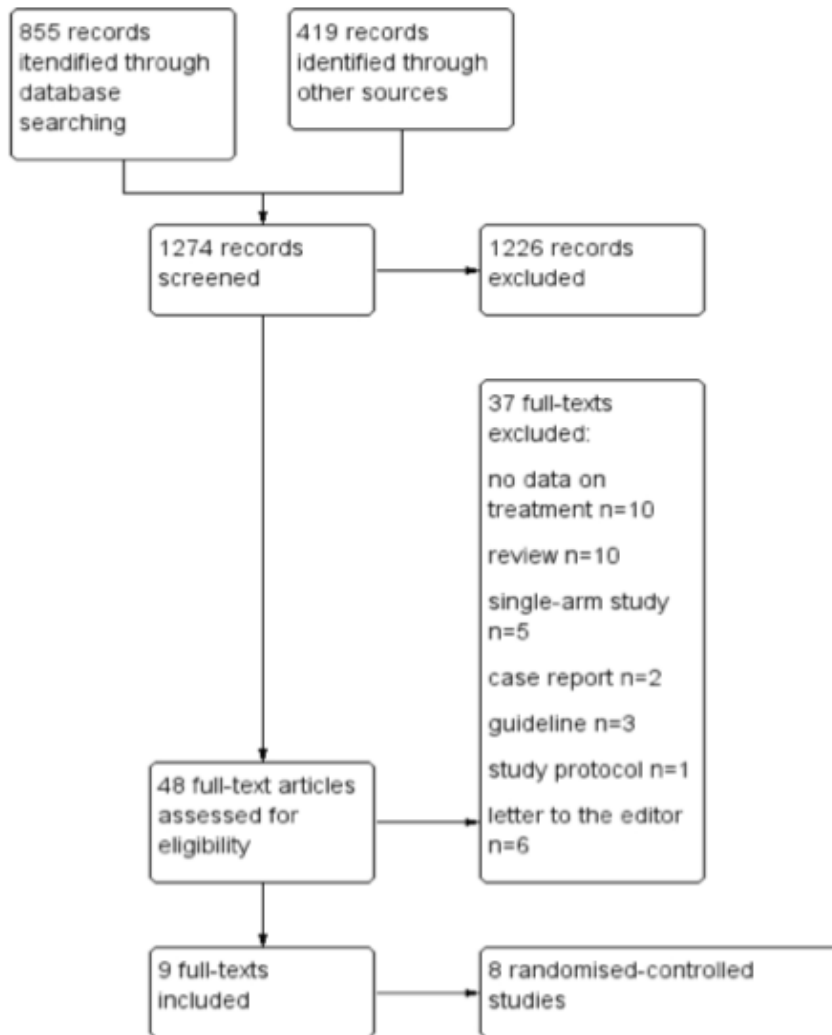 855 records
itendified through
database
searching
419 records
identified through
other sources
1274 records
screened
1226 records
excluded
37 full-texts
excluded:
no data on
treatment n=10
review n=10
single-arm study
n=5
case report n=2
guideline n=3
study protocol n=1
letter to the editor
n=6
48 full-text articles
assessed for
eligibility
9 full-texts
included
8 randomised-controlled
studies